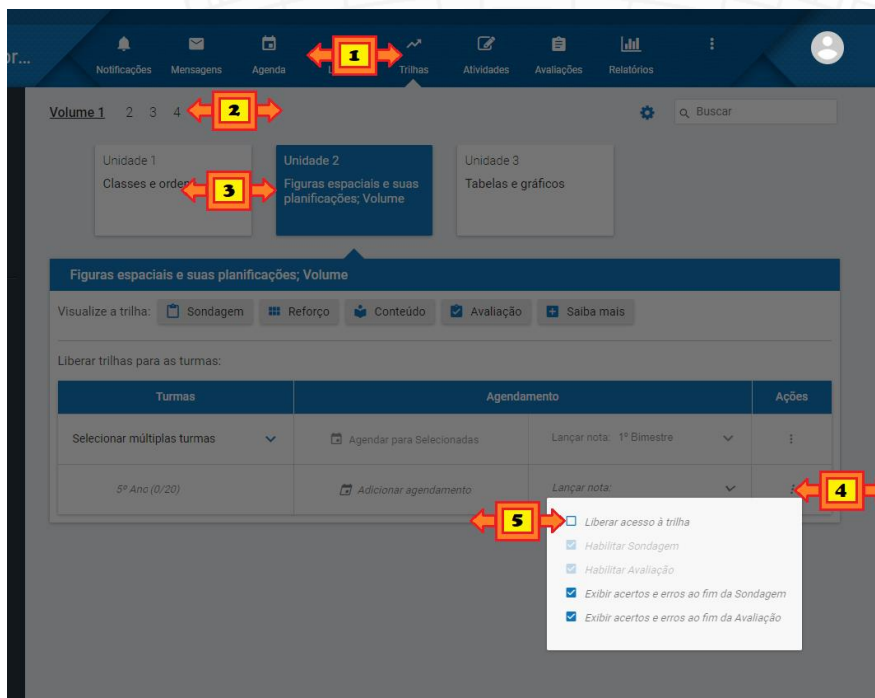 or...
1
Notificações Mensagens Agenda Trilhas Atividades Avaliações Relatórios
Volume 1 2 3 4
2
Buscar
Unidade 1 Unidade 2 Unidade 3
Classes e
3
Figuras espaciais e suas planificações; Volume
Tabelas e gráficos
Figuras espaciais e suas planificações; Volume
Visualize a trilha: Sondagem Reforço Conteúdo Avaliação Saiba mais
Liberar trilhas para as turmas:
Turmas Agendamento Ações
Selecionar múltiplas turmas Agendar para Selecionadas Lançar nota: 1º Bimestre
5º Ano (0/20) Adicionar agendamento Lançar nota:
4
5
Liberar acesso à trilha
Habilitar Sondagem
Habilitar Avaliação
Exibir acertos e erros ao fim da Sondagem
Exibir acertos e erros ao fim da Avaliação